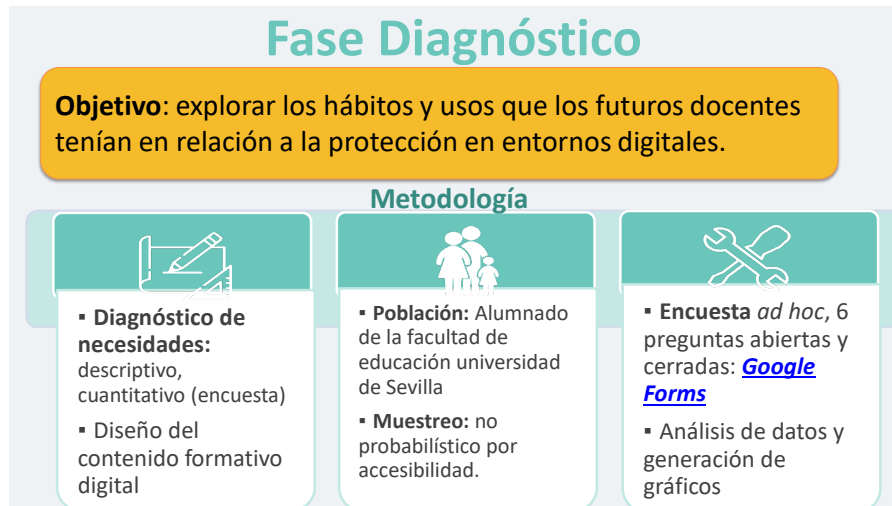 Fase Diagnóstico
Objetivo: explorar los hábitos y usos que los futuros docentes
tenían en relación a la protección en entornos digitales.
Metodología
▪ Diagnóstico de
necesidades:
descriptivo,
cuantitativo (encuesta)
▪ Diseño del
contenido formativo
digital
▪ Población: Alumnado
de la facultad de
educación universidad
de Sevilla
▪ Muestreo: no
probabilístico por
accesibilidad.
▪ Encuesta ad hoc, 6
preguntas abiertas y
cerradas: Google
Forms
▪ Análisis de datos y
generación de
gráficos